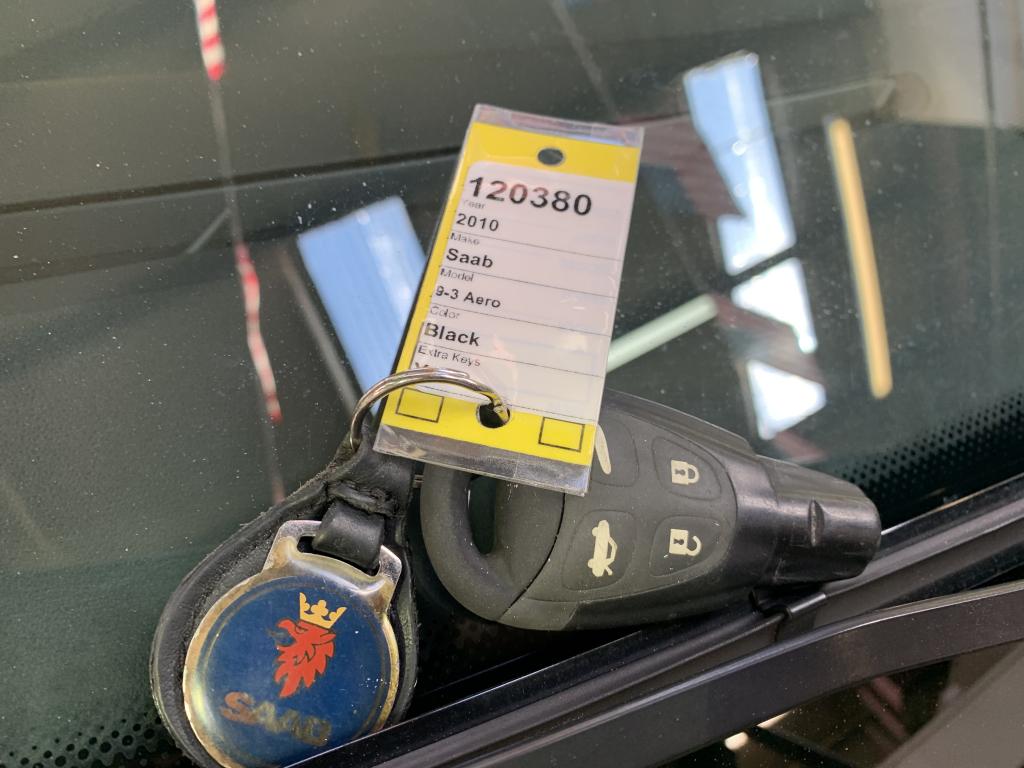 120380
Year
2010
Make
Saab
Model
9-3 Aero
Color
Black
Extra Keys
SAAB